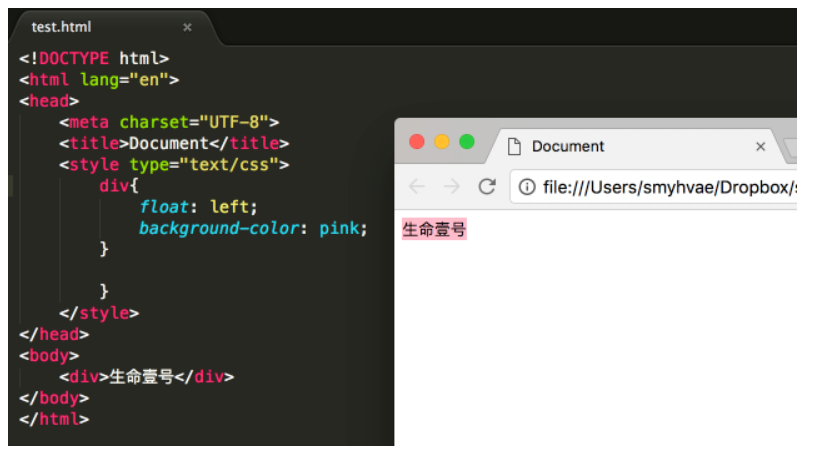 test.html ×
<!DOCTYPE html>
<html lang="en">
<head>
    <meta charset="UTF-8">
    <title>Document</title>
    <style type="text/css">
        div{
            float: left;
            background-color: pink;
        }

        }
    </style>
</head>
<body>
    <div>生命壹号</div>
</body>
</html>
Document ×
file:///Users/smyhvae/Dropbox/
生命壹号